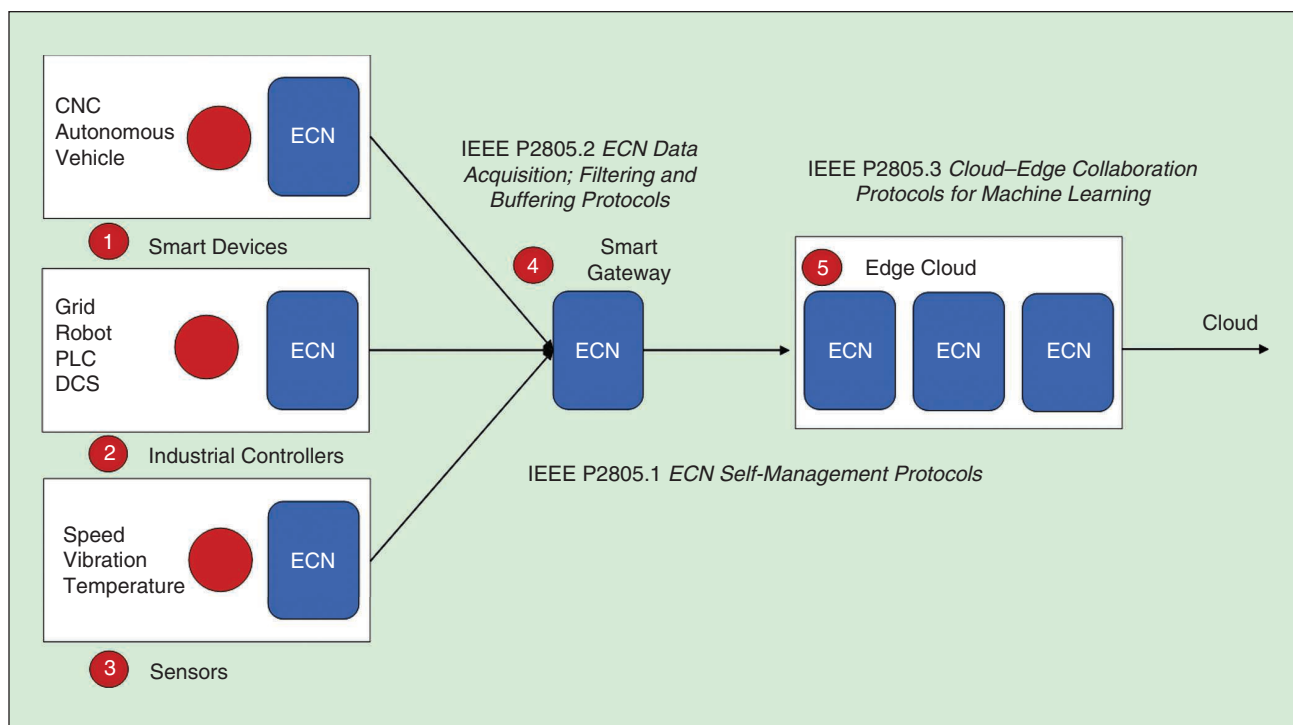 CNC
Autonomous
Vehicle
ECN
1
Smart Devices
Grid
Robot
PLC
DCS
ECN
2
Industrial Controllers
Speed
Vibration
Temperature
ECN
3
Sensors
IEEE P2805.2 ECN Data
Acquisition; Filtering and
Buffering Protocols
4
Smart
Gateway
ECN
IEEE P2805.3 Cloud–Edge Collaboration
Protocols for Machine Learning
5
Edge Cloud
ECN
ECN
ECN
Cloud
IEEE P2805.1 ECN Self-Management Protocols